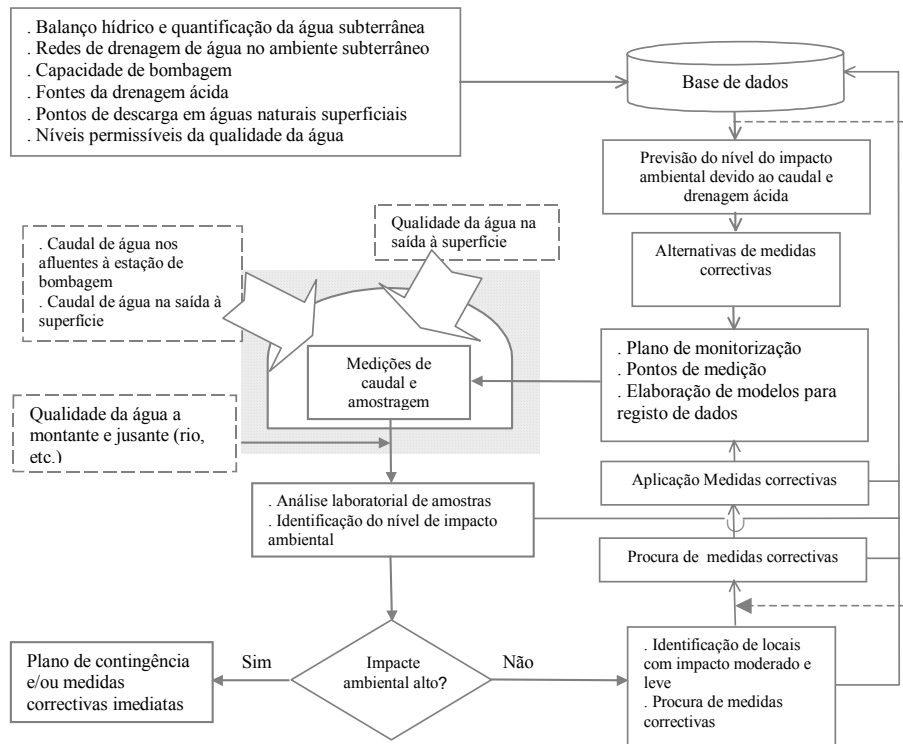 . Balanço hídrico e quantificação da água subterrânea
. Redes de drenagem de água no ambiente subterrâneo
. Capacidade de bombagem
. Fontes da drenagem ácida
. Pontos de descarga em águas naturais superficiais
. Níveis permissíveis da qualidade da água
Base de dados
Previsão do nível do impacto
ambiental devido ao caudal e
drenagem ácida
Alternativas de medidas
correctivas
. Plano de monitorização
. Pontos de medição
. Elaboração de modelos para
registo de dados
Qualidade da água na
saída à superfície
. Caudal de água nos
afluentes à estação de
bombagem
. Caudal de água na saída à
superfície
Medições de
caudal e
amostragem
Qualidade da água a
montante e jusante (rio,
etc.)
. Análise laboratorial de amostras
. Identificação do nível de impacto
ambiental
Aplicação Medidas correctivas
Procura de medidas correctivas
Plano de contingência
e/ou medidas
correctivas imediatas
Sim
Impacte
ambiental alto?
Não
. Identificação de locais
com impacto moderado e
leve
. Procura de medidas
correctivas